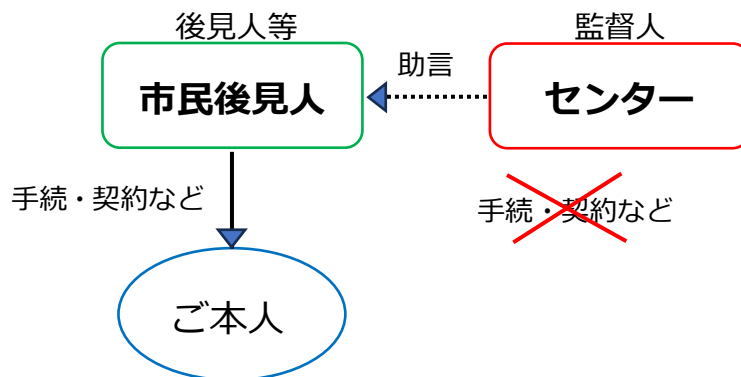 後見人等
監督人
市民後見人
助言
センター
手続・契約など
手続・契約など
ご本人